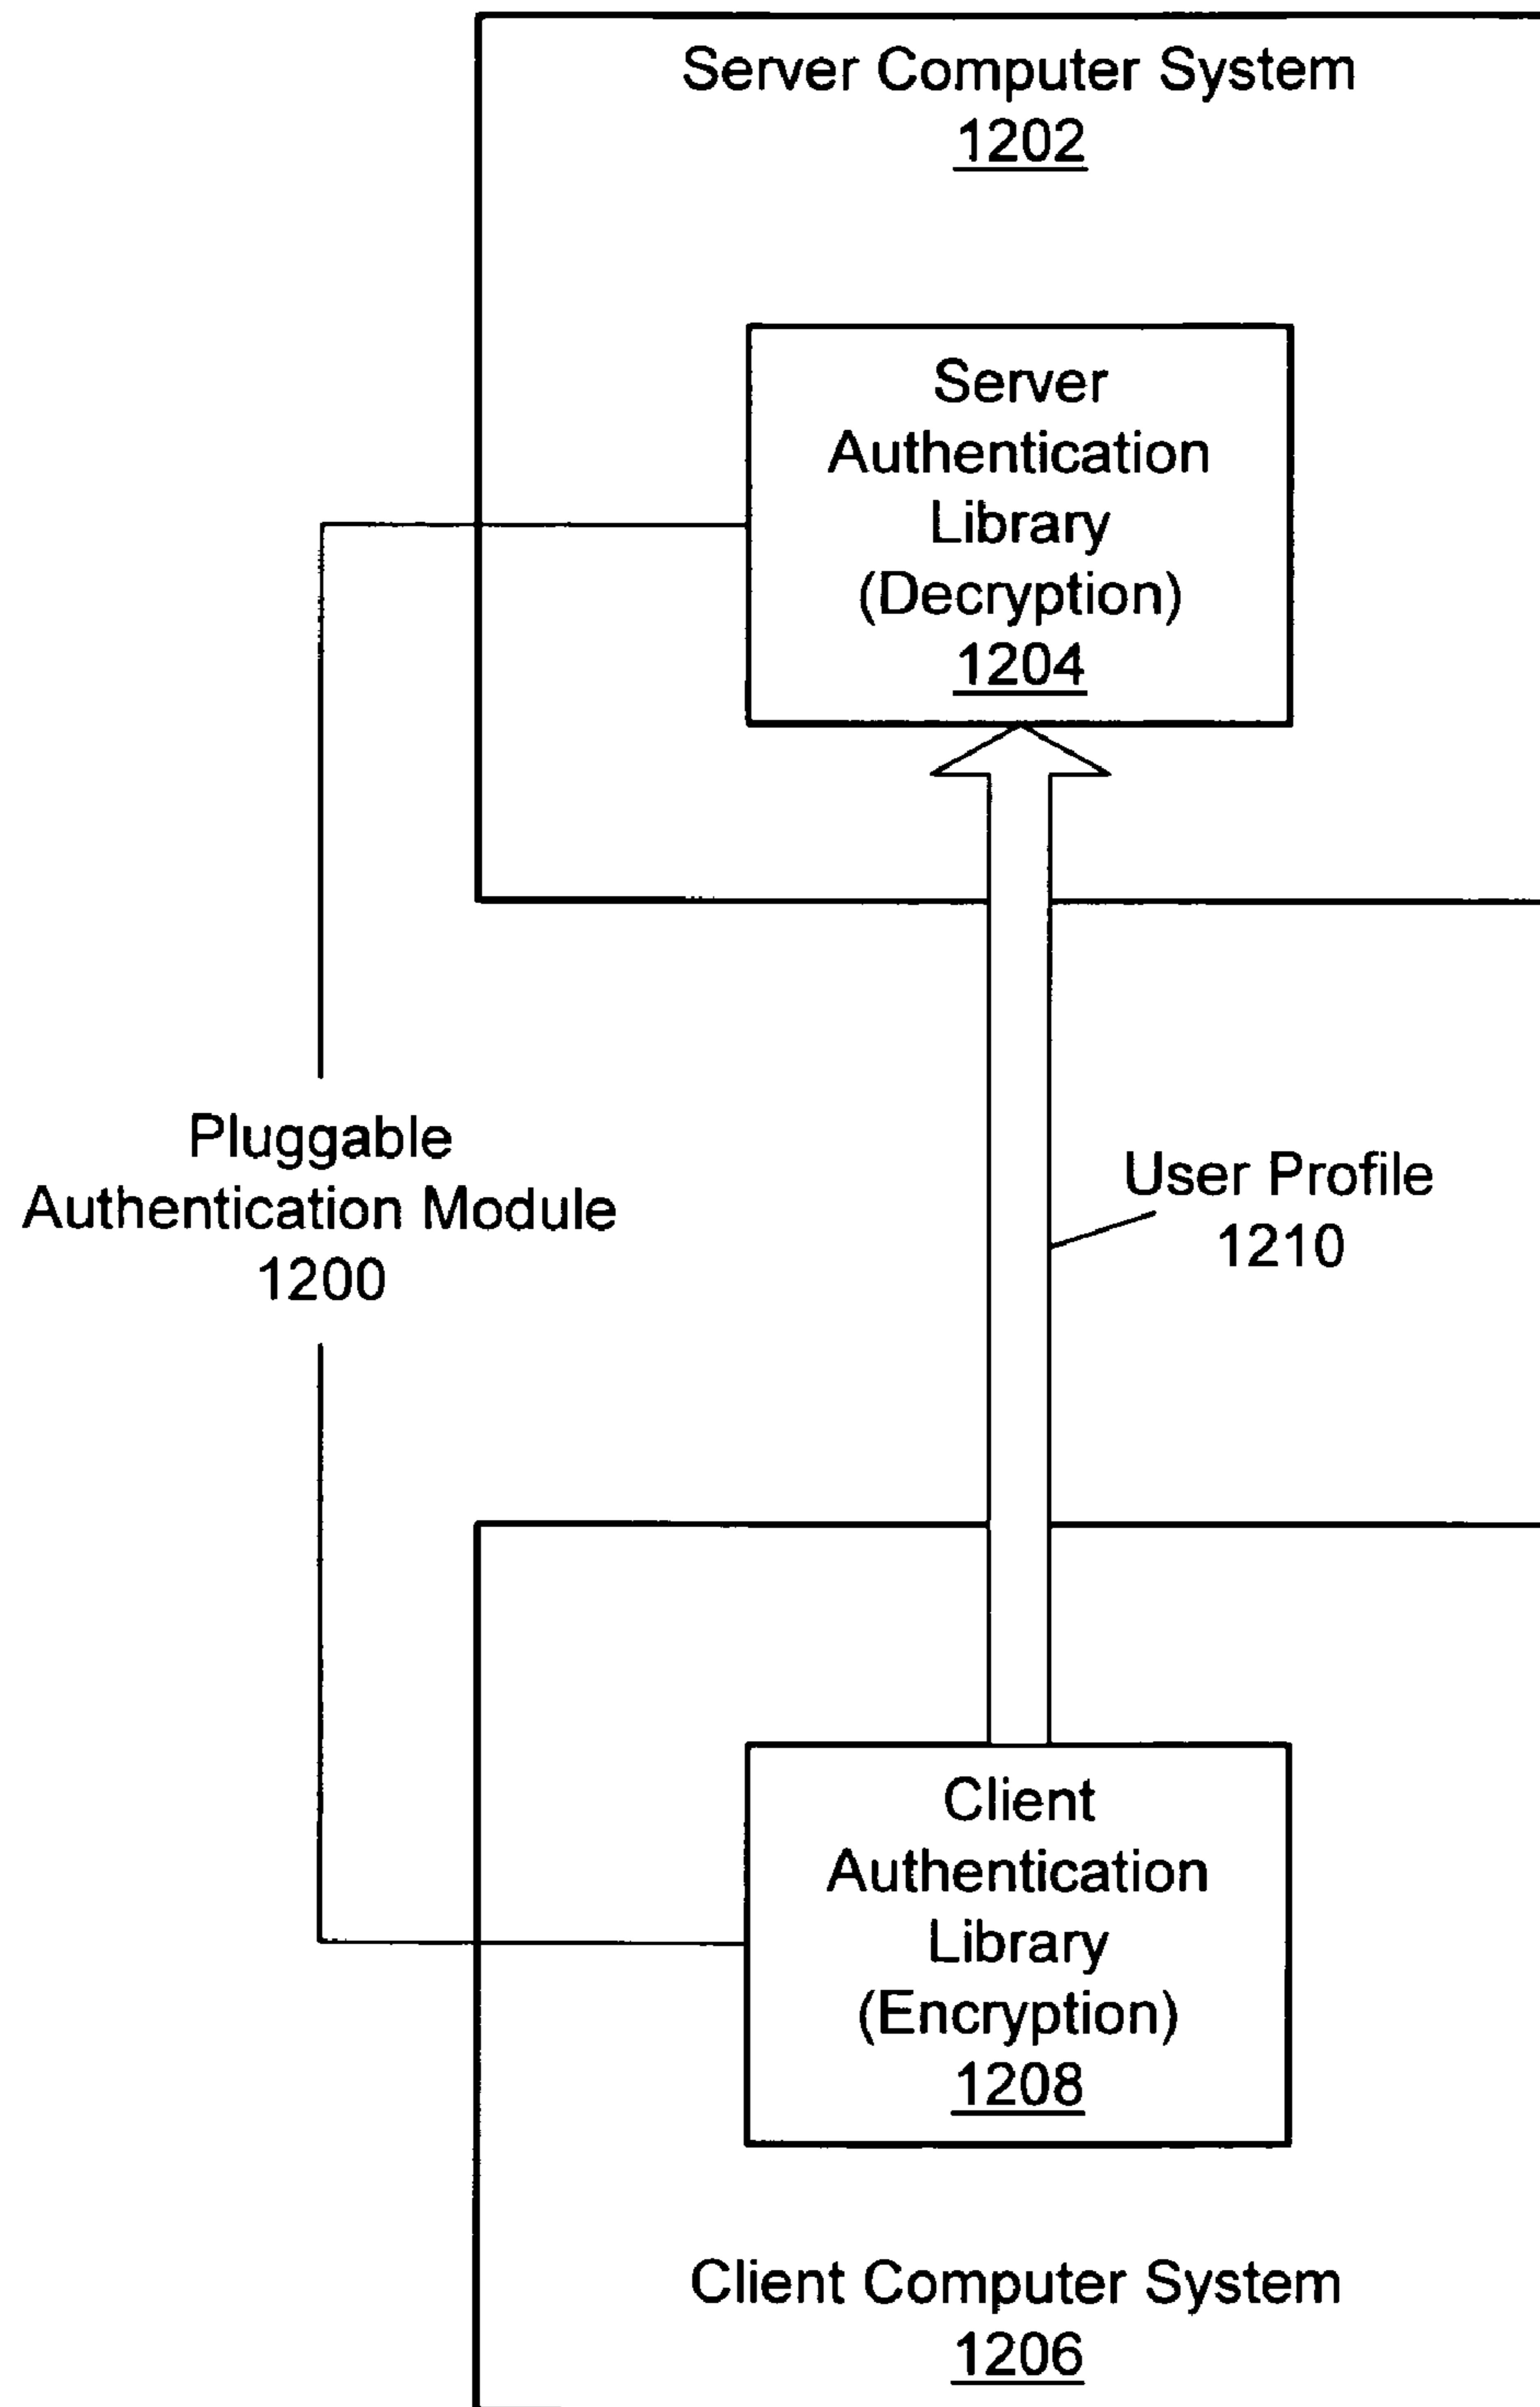 Server Computer System
1202
Server
Authentication
Library
(Decryption)
1204
Pluggable
Authentication Module
1200
User Profile
1210
Client
Authentication
Library
(Encryption)
1208
Client Computer System
1206